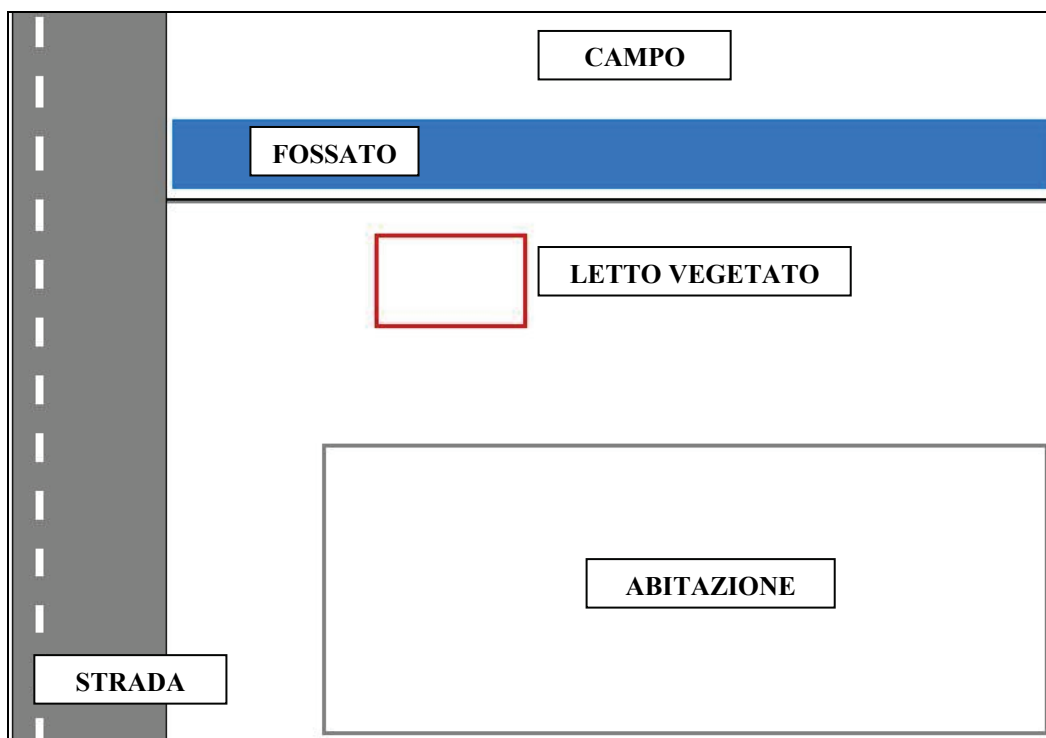 CAMPO
FOSSATO
LETTO VEGETATO
ABITAZIONE
STRADA